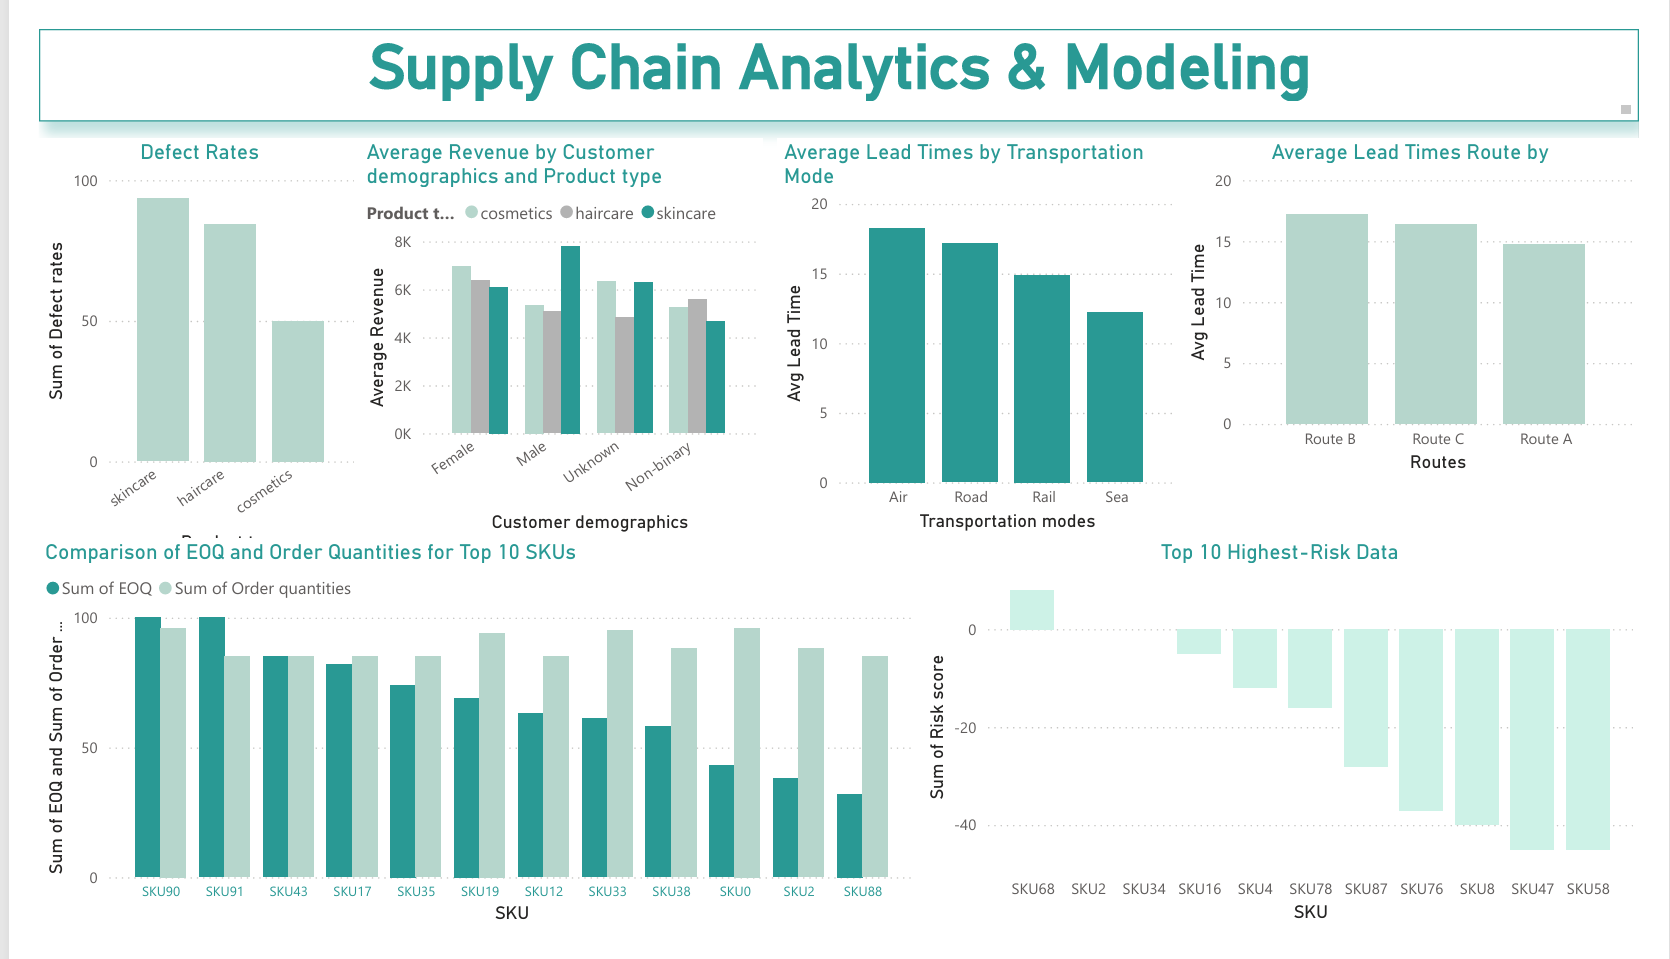 Supply Chain Analytics & Modeling
Defect Rates
100
50
0
Sum of Defect rates
skincare
haircare
cosmetics
Average Revenue by Customer
demographics and Product type
Product t...
cosmetics
haircare
skincare
8K
6K
4K
2K
0K
Average Revenue
Female
Male
Unknown
Non-binary
Customer demographics
Average Lead Times by Transportation
Mode
20
15
10
5
0
Avg Lead Time
Air
Road
Rail
Sea
Transportation modes
Average Lead Times Route by
20
15
10
5
0
Avg Lead Time
Route B
Route C
Route A
Routes
Comparison of EOQ and Order Quantities for Top 10 SKUs
Sum of EOQ
Sum of Order quantities
100
50
0
Sum of EOQ and Sum of Order ...
SKU90
SKU91
SKU43
SKU17
SKU35
SKU19
SKU12
SKU33
SKU38
SKU0
SKU2
SKU88
SKU
Top 10 Highest-Risk Data
0
-20
-40
Sum of Risk score
SKU68
SKU2
SKU34
SKU16
SKU4
SKU78
SKU87
SKU76
SKU8
SKU47
SKU58
SKU